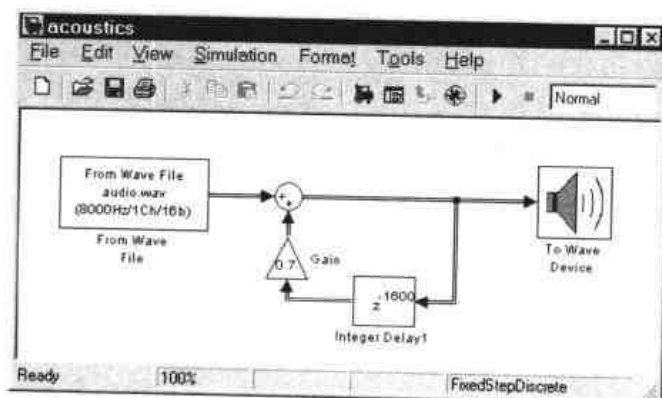 acoustics
File Edit View Simulation Format Tools Help
Normal
From Wave File
audio.wav
(8000Hz/1Ch/16b)
From Wave
File
+
+
0.7
Gain
z-1600
Integer Delay1
To Wave
Device
Ready 100% FixedStepDiscrete